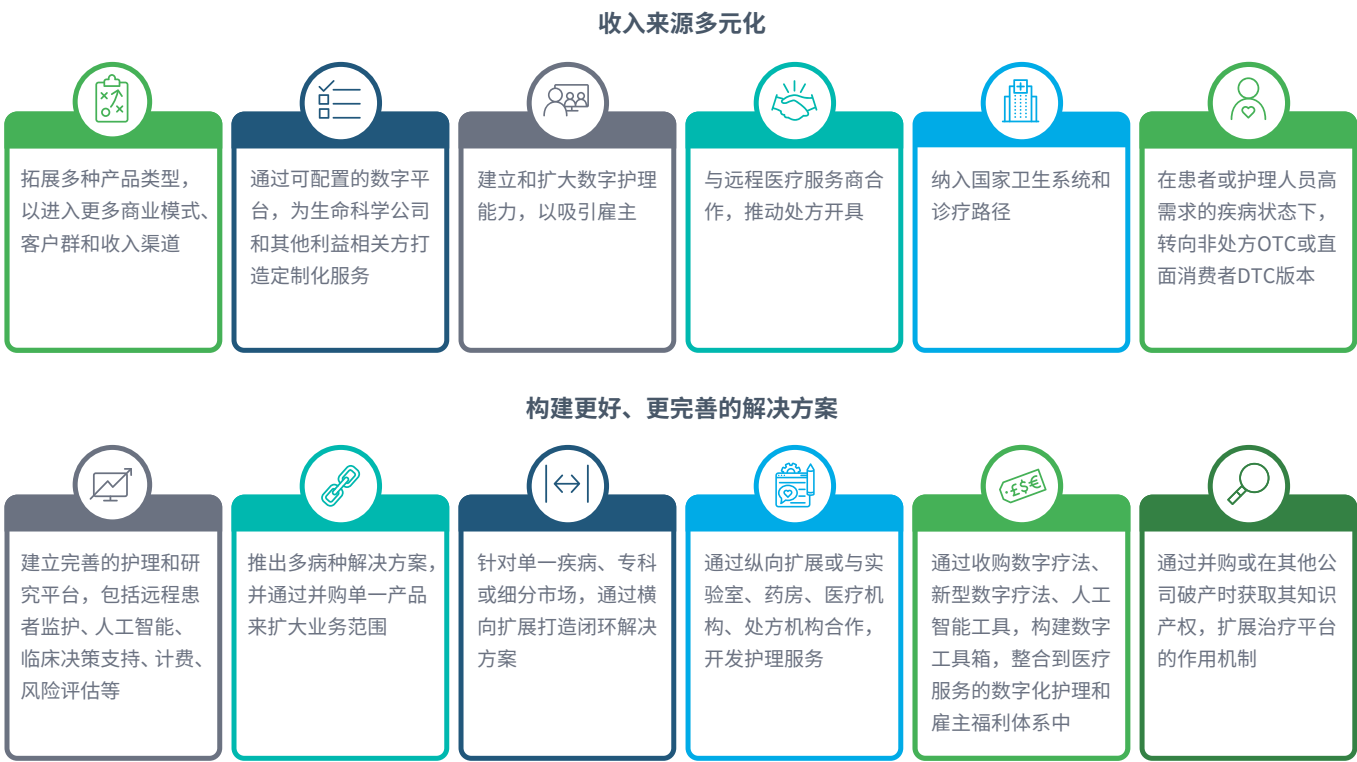 收入来源多元化
拓展多种产品类型，
以进入更多商业模式、
客户群和收入渠道
通过可配置的数字平
台，为生命科学公司
和其他利益相关方打
造定制化服务
建立和扩大数字护理
能力，以吸引雇主
与远程医疗服务商合
作，推动处方开具
纳入国家卫生系统和
诊疗路径
在患者或护理人员高
需求的疾病状态下，
转向非处方OTC或直
面消费者DTC版本
构建更好、更完善的解决方案
建立完善的护理和研
究平台，包括远程患
者监护、人工智能、
临床决策支持、计费、
风险评估等
推出多病种解决方案，
并通过并购单一产品
来扩大业务范围
针对单一疾病、专科
或细分市场，通过横
向扩展打造闭环解决
方案
通过纵向扩展或与实
验室、药房、医疗机
构、处方机构合作，
开发护理服务
·£$€
通过收购数字疗法、
新型数字疗法、人工
智能工具，构建数字
工具箱，整合到医疗
服务的数字化护理和
雇主福利体系中
通过并购或在其他公
司破产时获取其知识
产权，扩展治疗平台
的作用机制